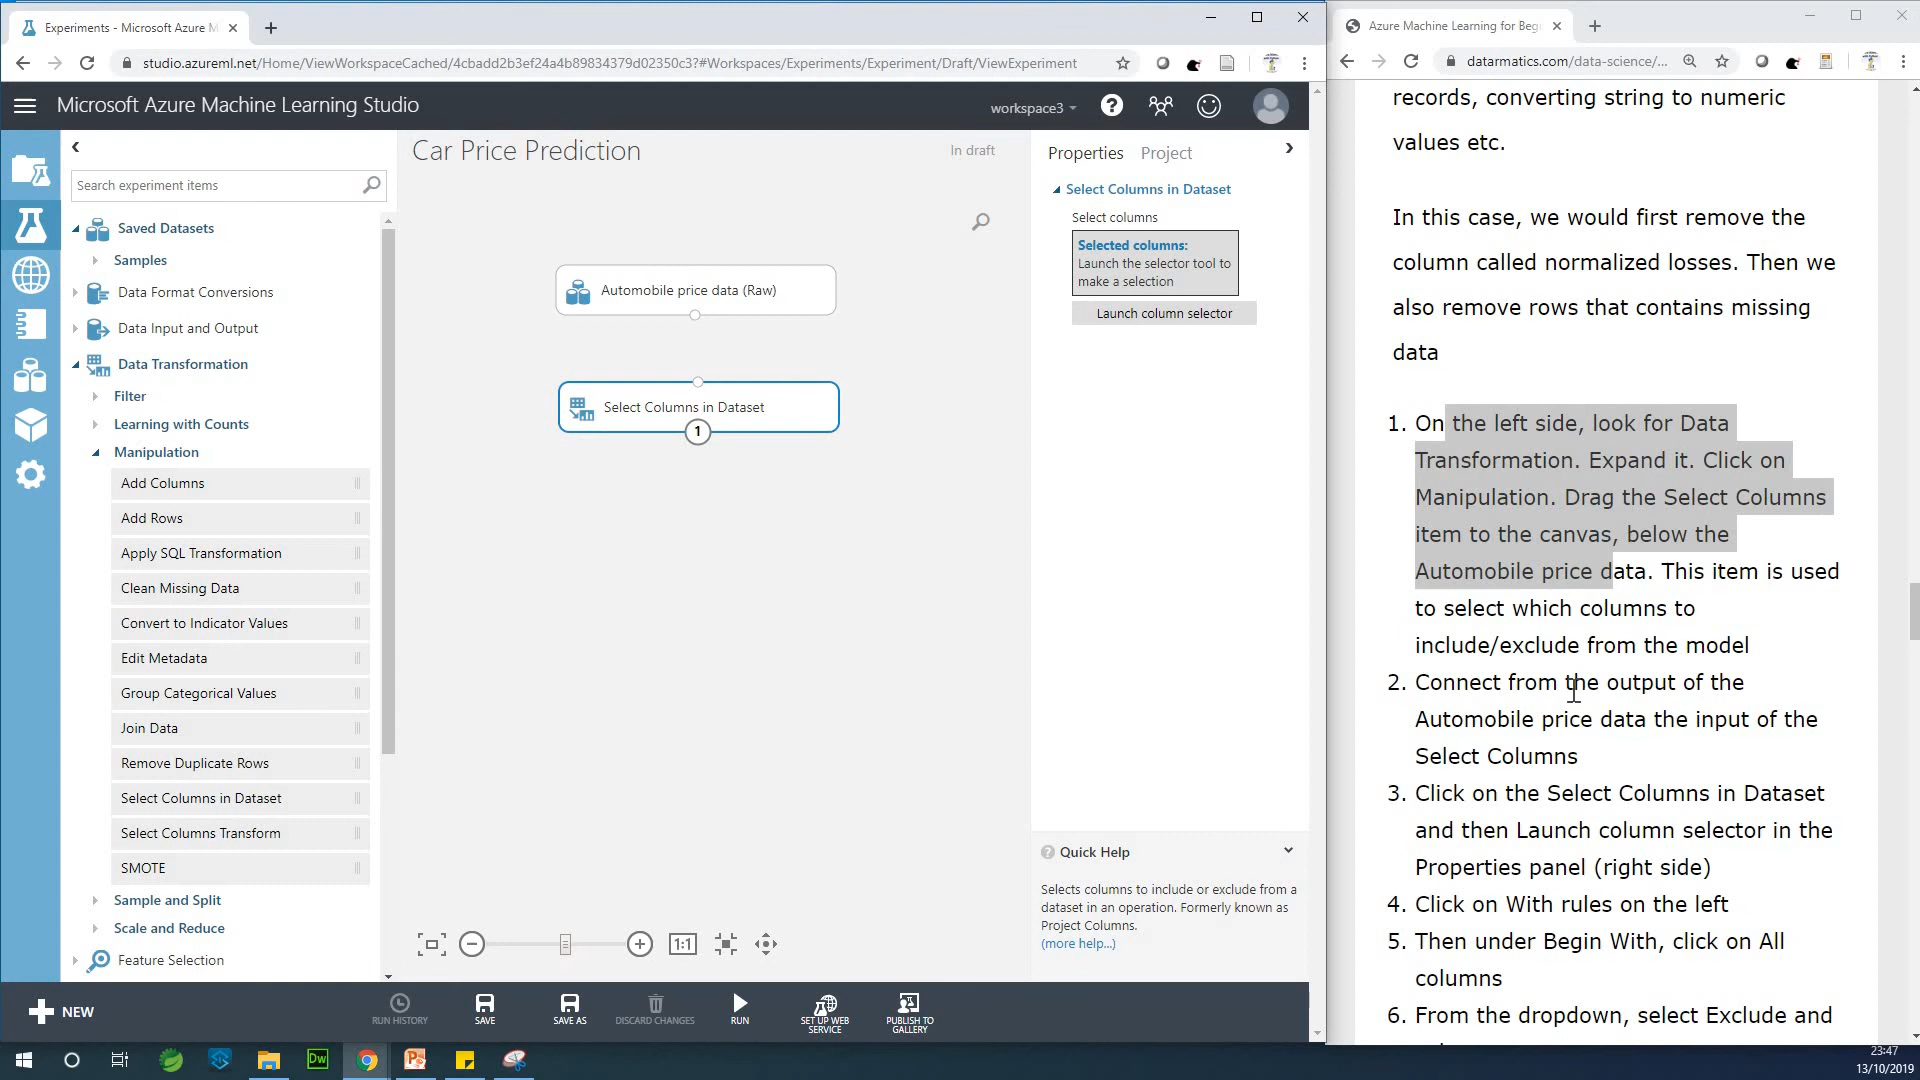 Experiments - Microsoft Azure M
studio.azureml.net/Home/ViewWorkspaceCached/4cbadd2b3ef24a4b89834379d02350c3?#Workspaces/Experiments/Experiment/Draft/ViewExperiment
Microsoft Azure Machine Learning Studio
workspace3
Search experiment items
Saved Datasets
Samples
Data Format Conversions
Data Input and Output
Data Transformation
Filter
Learning with Counts
Manipulation
Add Columns
Add Rows
Apply SQL Transformation
Clean Missing Data
Convert to Indicator Values
Edit Metadata
Group Categorical Values
Join Data
Remove Duplicate Rows
Select Columns in Dataset
Select Columns Transform
SMOTE
Sample and Split
Scale and Reduce
Feature Selection
Car Price Prediction
In draft
Automobile price data (Raw)
Select Columns in Dataset
1
1:1
Properties Project
Select Columns in Dataset
Select columns
Selected columns:
Launch the selector tool to
make a selection
Launch column selector
Quick Help
Selects columns to include or exclude from a
dataset in an operation. Formerly known as
Project Columns.
(more help...)
NEW
RUN HISTORY
SAVE
SAVE AS
DISCARD CHANGES
RUN
SET UP WEB
SERVICE
PUBLISH TO
GALLERY
Azure Machine Learning for Beg
datarmatics.com/data-science/...
records, converting string to numeric
values etc.
In this case, we would first remove the
column called normalized losses. Then we
also remove rows that contains missing
data
1. On the left side, look for Data
Transformation. Expand it. Click on
Manipulation. Drag the Select Columns
item to the canvas, below the
Automobile price data. This item is used
to select which columns to
include/exclude from the model
2. Connect from the output of the
Automobile price data the input of the
Select Columns
3. Click on the Select Columns in Dataset
and then Launch column selector in the
Properties panel (right side)
4. Click on With rules on the left
5. Then under Begin With, click on All
columns
6. From the dropdown, select Exclude and
Dw
23:47
13/10/2019